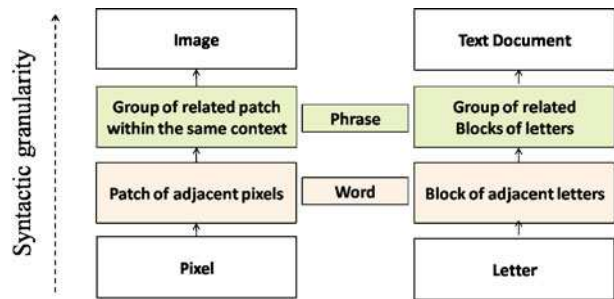 Syntactic granularity
Image
Text Document
Group of related patch
within the same context
Phrase
Group of related
Blocks of letters
Patch of adjacent pixels
Word
Block of adjacent letters
Pixel
Letter